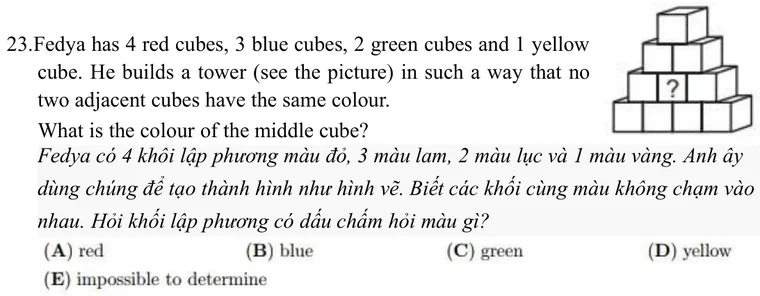 23.Fedya has 4 red cubes, 3 blue cubes, 2 green cubes and 1 yellow
cube. He builds a tower (see the picture) in such a way that no
two adjacent cubes have the same colour.
What is the colour of the middle cube?
?
Fedya có 4 khôi lập phương màu đỏ, 3 màu lam, 2 màu lục và 1 màu vàng. Anh ây
dùng chúng để tạo thành hình như hình vẽ. Biết các khối cùng màu không chạm vào
nhau. Hỏi khối lập phương có dấu chấm hỏi màu gì?
(A) red (B) blue (C) green (D) yellow
(E) impossible to determine